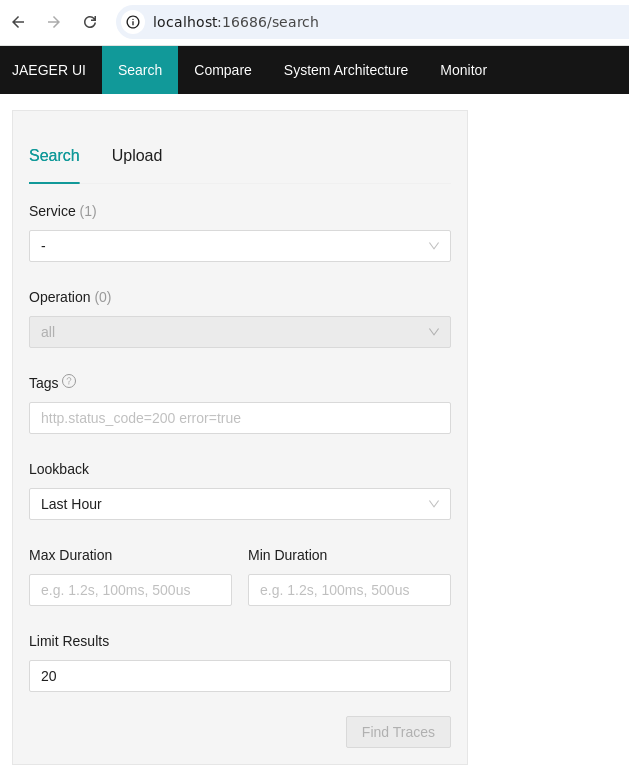 localhost:16686/search
JAEGER UI Search Compare System Architecture Monitor
Search Upload
Service (1)
-
Operation (0)
all
Tags ?
http.status_code=200 error=true
Lookback
Last Hour
Max Duration Min Duration
e.g. 1.2s, 100ms, 500us e.g. 1.2s, 100ms, 500us
Limit Results
20
Find Traces